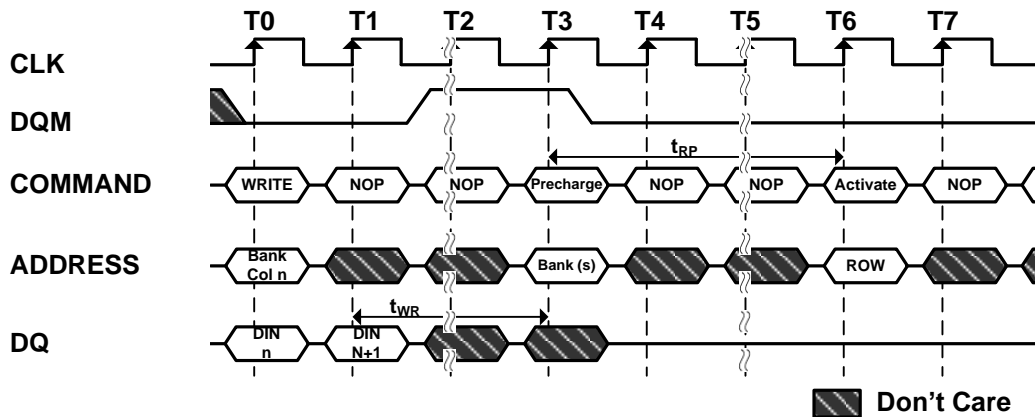 T0 T1 T2 T3 T4 T5 T6 T7
CLK
DQM
tRP
COMMAND WRITE NOP NOP Precharge NOP NOP Activate NOP
ADDRESS Bank Col n Bank (s) ROW
tWR
DQ DIN n DIN N+1
Don't Care